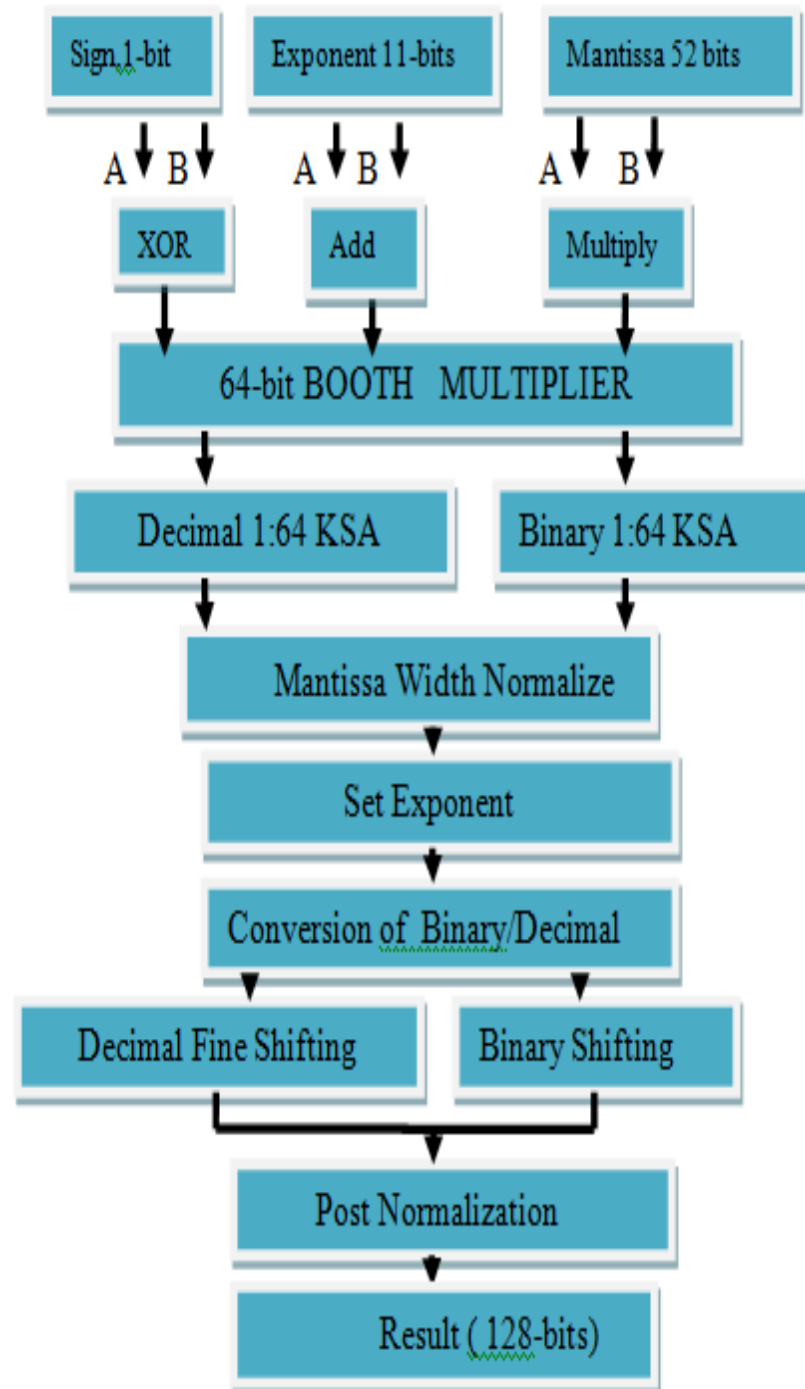 Sign.1-bit
Exponent 11-bits
Mantissa 52 bits
A B
A B
A B
XOR
Add
Multiply
64-bit BOOTH MULTIPLIER
Decimal 1:64 KSA
Binary 1:64 KSA
Mantissa Width Normalize
Set Exponent
Conversion of Binary/Decimal
Decimal Fine Shifting
Binary Shifting
Post Normalization
Result ( 128-bits)